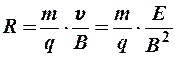 R = m/q · υ/B = m/q · E/B²